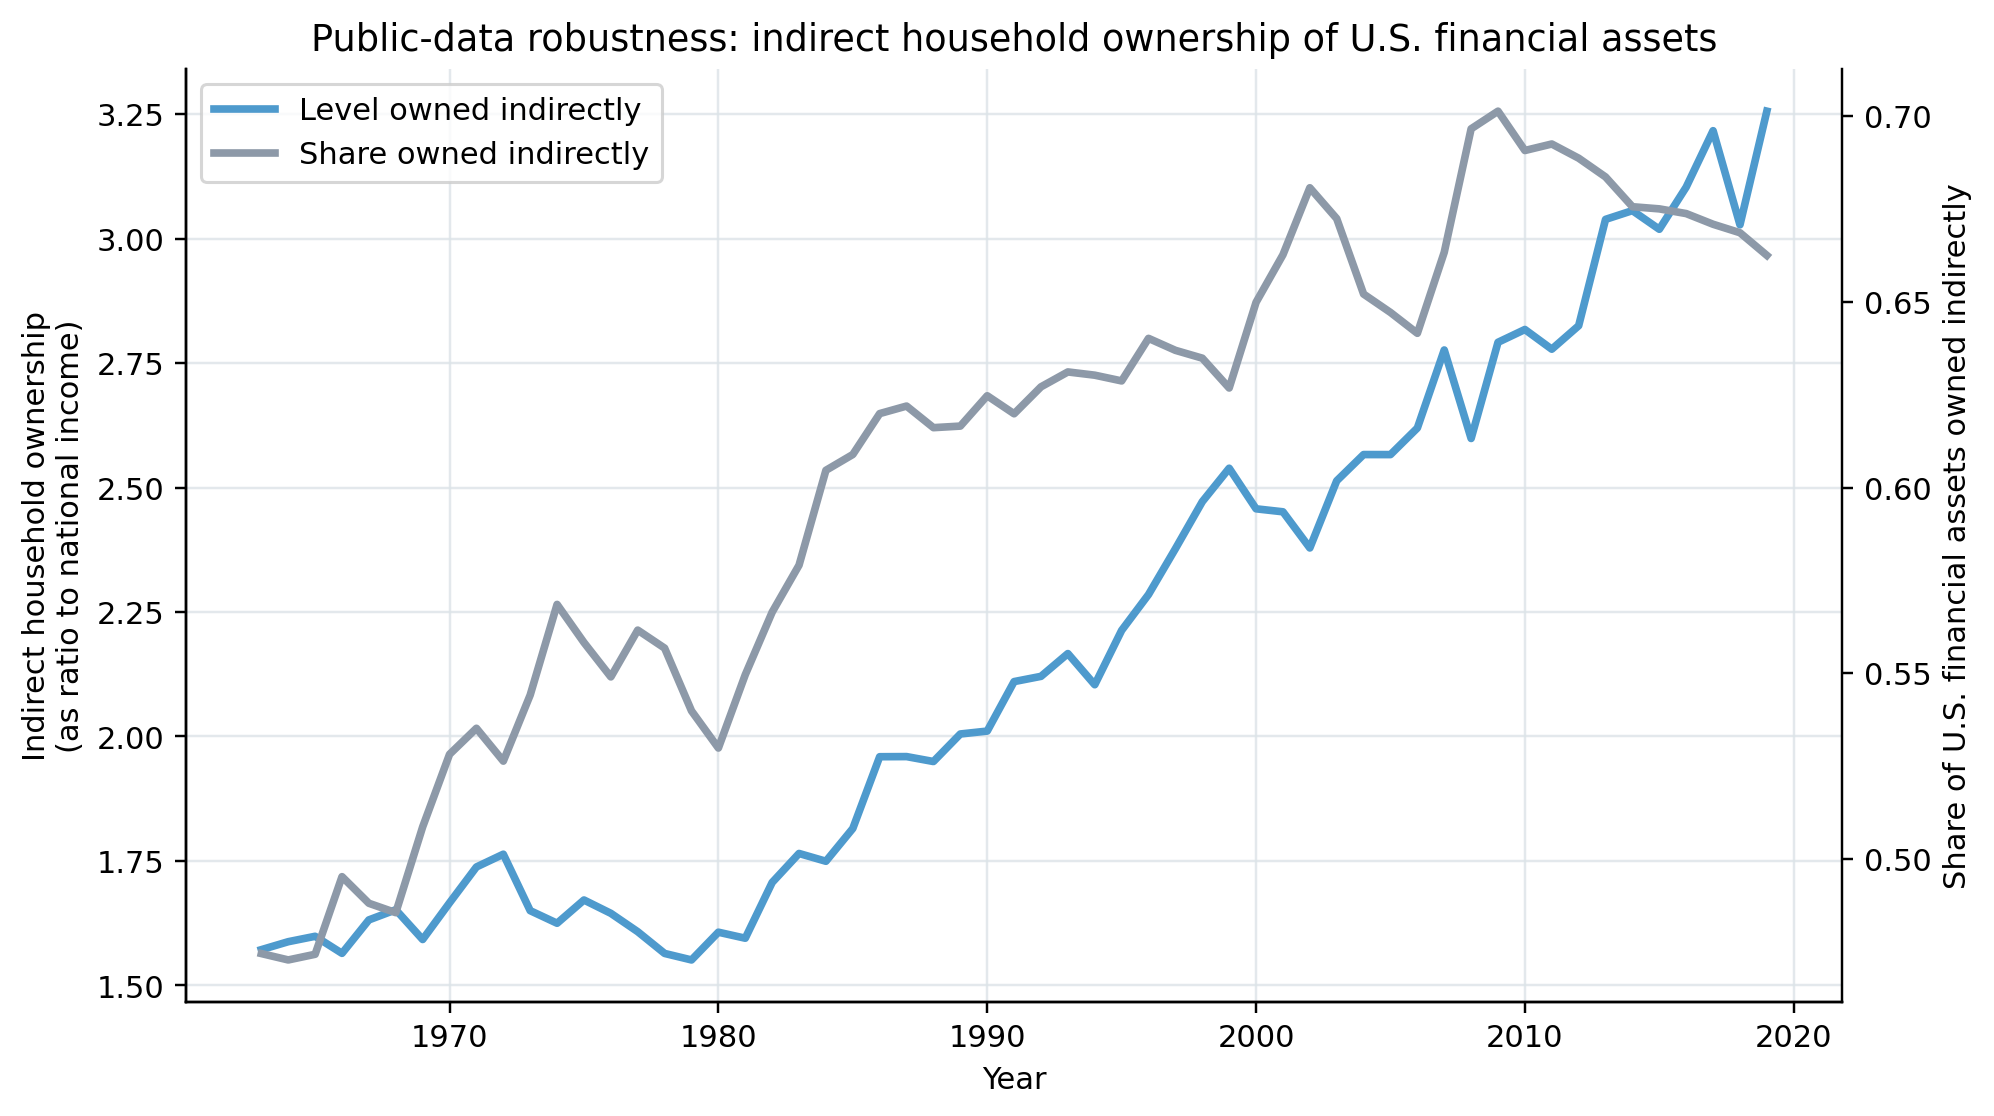 Public-data robustness: indirect household ownership of U.S. financial assets
Level owned indirectly
Share owned indirectly
Indirect household ownership
(as ratio to national income)
3.25
3.00
2.75
2.50
2.25
2.00
1.75
1.50
0.70
0.65
0.60
0.55
0.50
Share of U.S. financial assets owned indirectly
1970
1980
1990
2000
2010
2020
Year